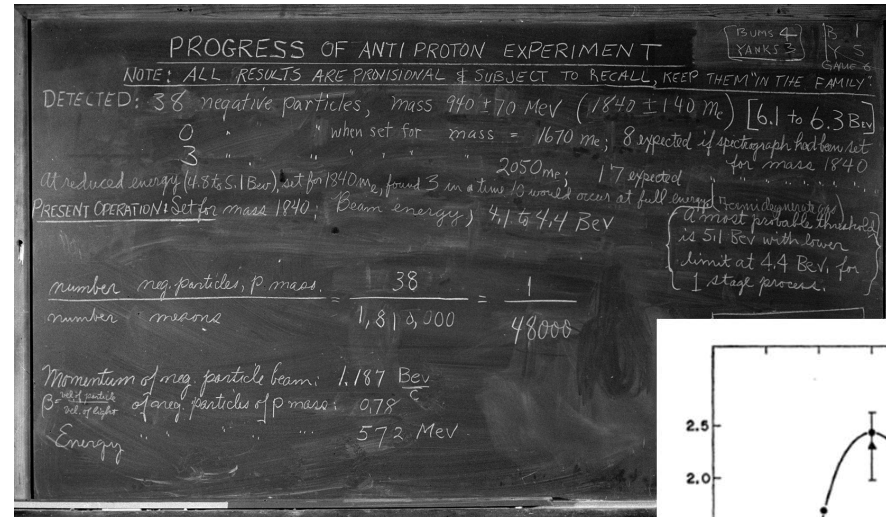 PROGRESS OF ANTI PROTON EXPERIMENT
BUMS 4
YANKS 3
B 1
Y 5
GAME 6
NOTE: ALL RESULTS ARE PROVISIONAL & SUBJECT TO RECALL, KEEP THEM "IN THE FAMILY".
DETECTED: 38 negative particles, mass 940 ± 70 MeV (1840 ± 140 me) [6.1 to 6.3 Bev]
0 " " " when set for mass = 1670 me; 8 expected if spectrograph had been set for mass 1840
3 " " " " " " 2050 me; 17 expected " " " " " "
At reduced energy (4.8 to 5.1 Bev), set for 1840 me, found 3 in a time 10 would occur at full energy
PRESENT OPERATION: Set for mass 1840; Beam energy, 4.1 to 4.4 BeV
a most probable threshold
is 5.1 Bev with lower
limit at 4.4 Bev, for
1 stage process.
number neg. particles, p mass. = 38 = 1
number mesons 1,810,000 48000
Momentum of neg. particle beam: 1.187 Bev/c
β = vel. of particle/vel. of light of neg. particles of p mass: 0.78
Energy " " " " 572 MeV
2.5
2.0